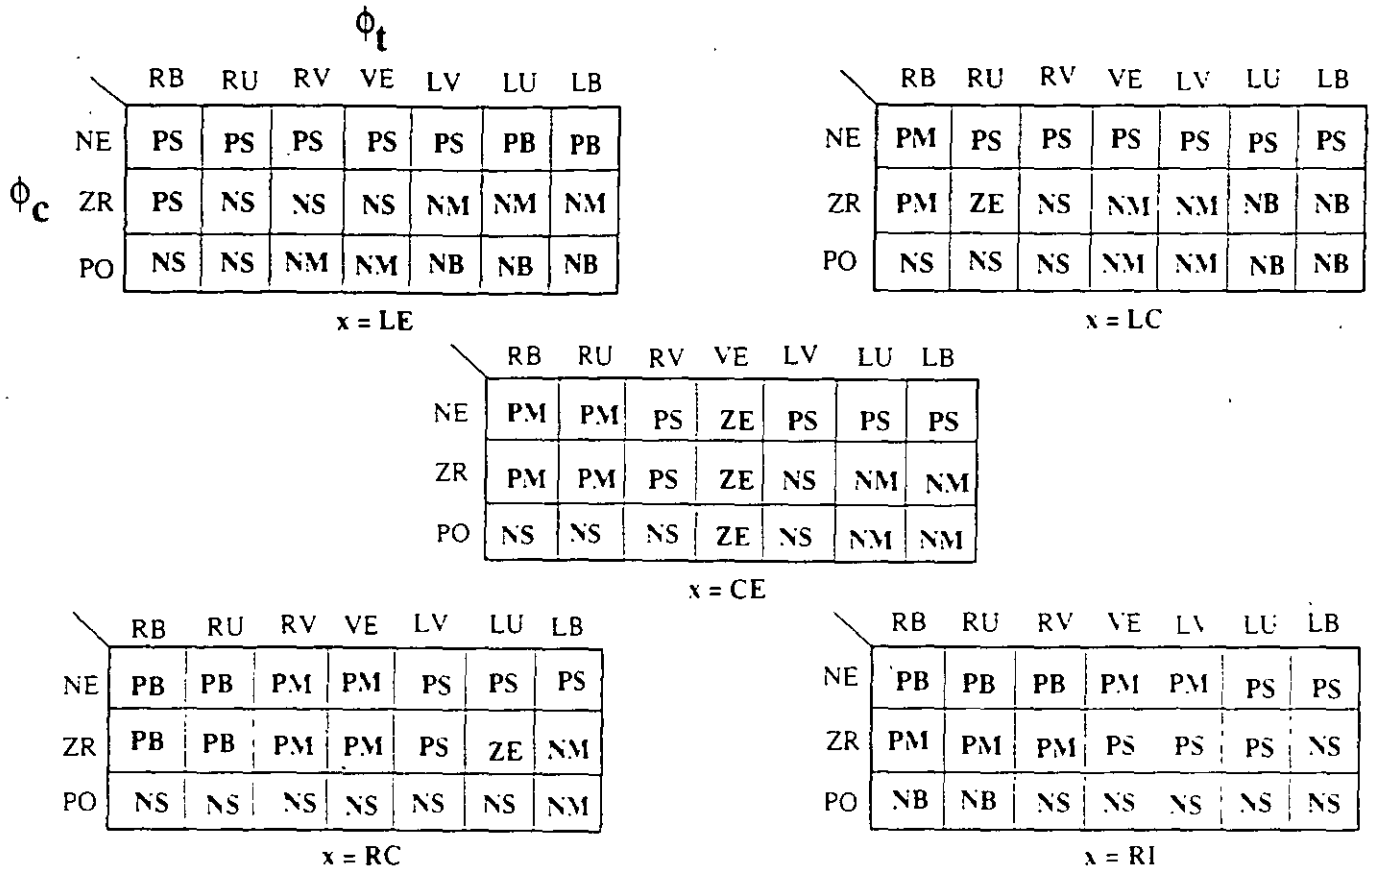 ϕt
RB RU RV VE LV LU LB
NE PS PS PS PS PS PB PB
ϕc ZR PS NS NS NS NM NM NM
PO NS NS NM NM NB NB NB
x = LE
RB RU RV VE LV LU LB
NE PM PS PS PS PS PS PS
ZR PM ZE NS NM NM NB NB
PO NS NS NS NM NM NB NB
x = LC
RB RU RV VE LV LU LB
NE PM PM PS ZE PS PS PS
ZR PM PM PS ZE NS NM NM
PO NS NS NS ZE NS NM NM
x = CE
RB RU RV VE LV LU LB
NE PB PB PM PM PS PS PS
ZR PB PB PM PM PS ZE NM
PO NS NS NS NS NS NS NM
x = RC
RB RU RV VE LV LU LB
NE PB PB PB PM PM PS PS
ZR PM PM PM PS PS PS NS
PO NB NB NS NS NS NS NS
x = RI